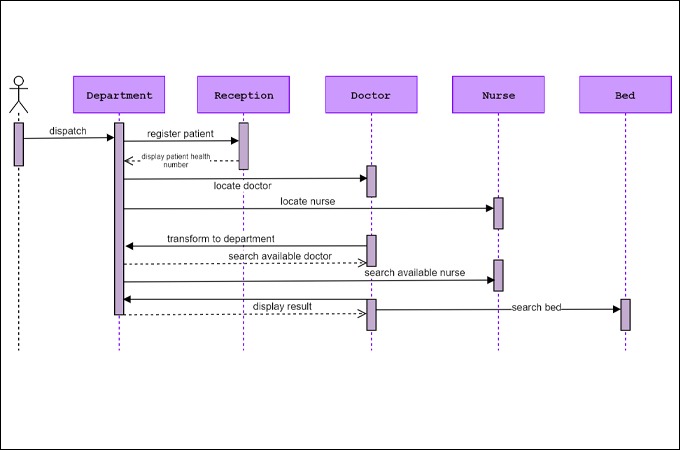 Department
Reception
Doctor
Nurse
Bed
dispatch
register patient
display patient health
number
locate doctor
locate nurse
transform to department
search available doctor
search available nurse
display result
search bed